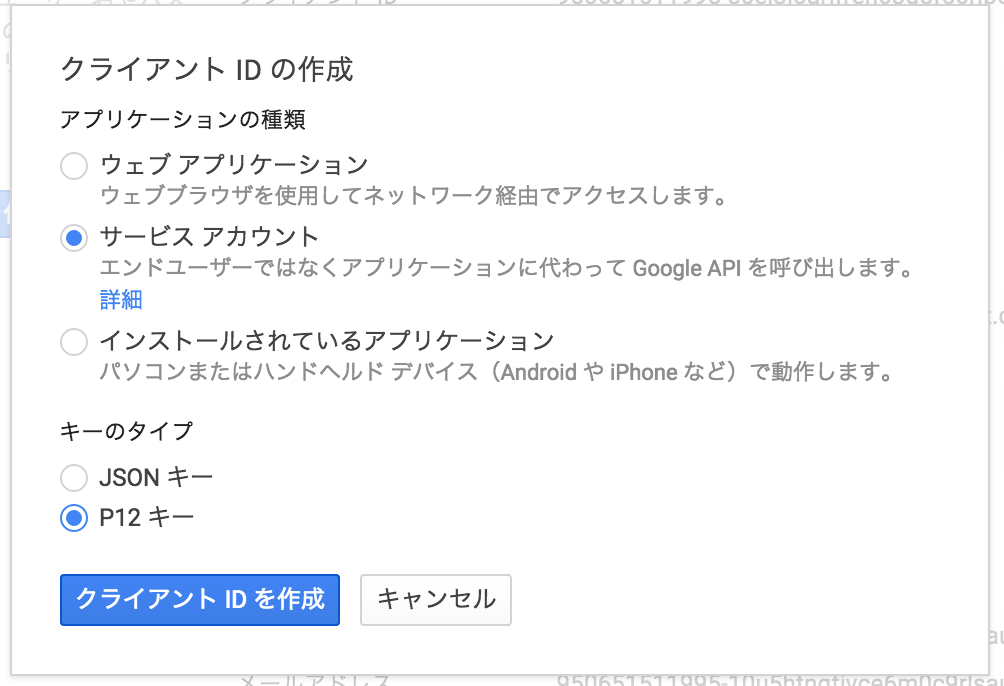 クライアント ID の作成
アプリケーションの種類
ウェブ アプリケーション
ウェブブラウザを使用してネットワーク経由でアクセスします。
サービス アカウント
エンドユーザーではなくアプリケーションに代わって Google API を呼び出します。
詳細
インストールされているアプリケーション
パソコンまたはハンドヘルド デバイス（Android や iPhone など）で動作します。
キーのタイプ
JSON キー
P12 キー
クライアント ID を作成
キャンセル
メールアドレス